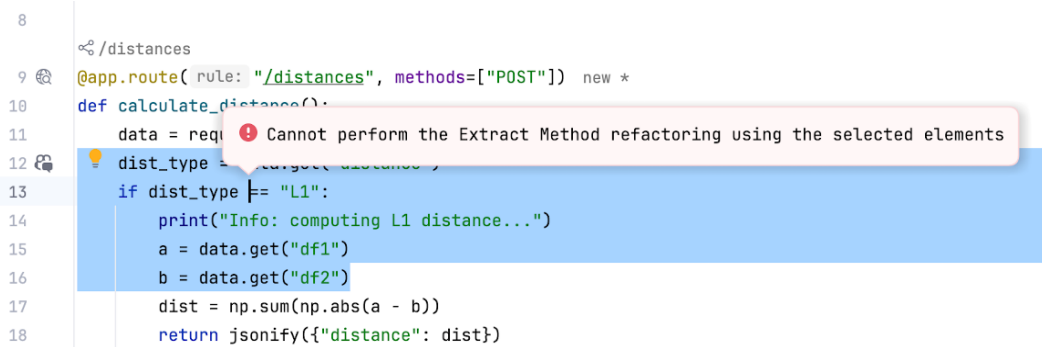 8
/distances
9 @app.route( rule: "/distances", methods=["POST"]) new *
10 def calculate_distance():
Cannot perform the Extract Method refactoring using the selected elements
11 data =
12 dist_type =
13 if dist_type == "L1":
14 print("Info: computing L1 distance...")
15 a = data.get("df1")
16 b = data.get("df2")
17 dist = np.sum(np.abs(a - b))
18 return jsonify({"distance": dist})